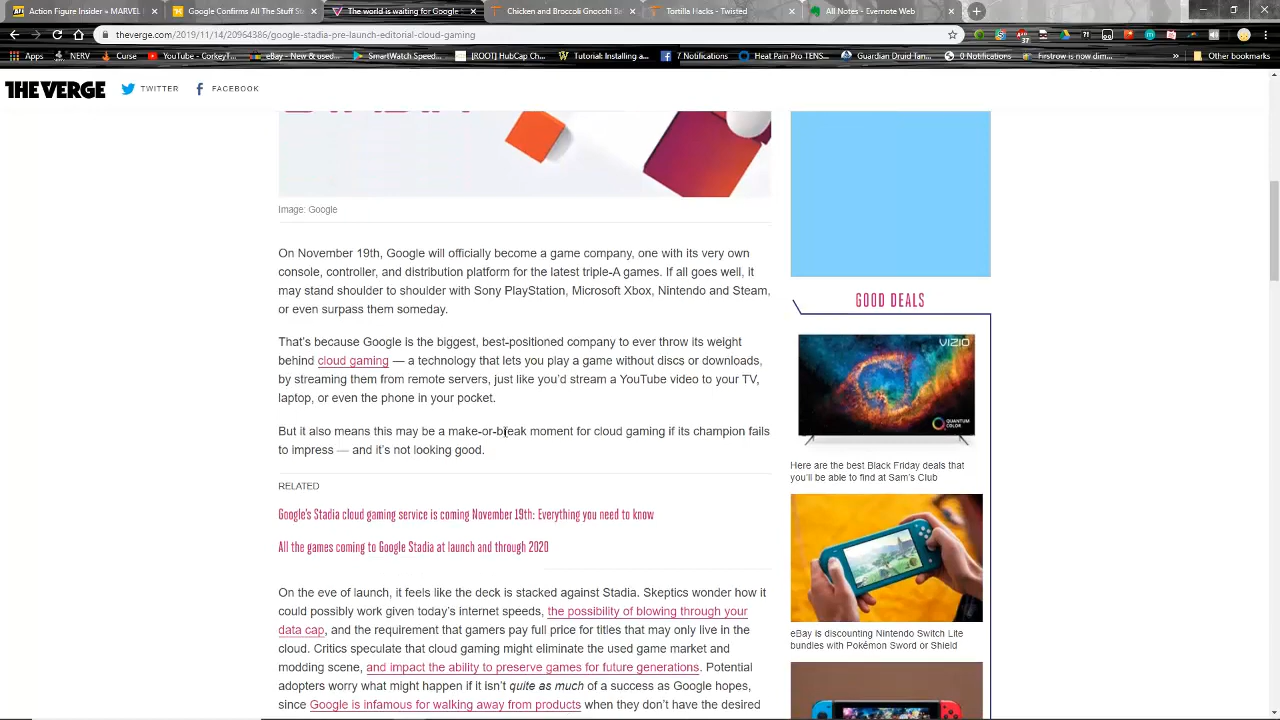 Action Figure Insider » MARVEL
Google Confirms All The Stuff St
The world is waiting for Google
Chicken and Broccoli Gnocchi Be
Tortilla Hacks - Twisted
All Notes - Evernote Web
theverge.com/2019/11/14/20964386/google-stadia-pre-launch-editorial-cloud-gaming
Apps
NERV
Curse
YouTube - CorkeyT...
eBay - New & used...
SmartWatch Speed...
[ROOT] HubCap Ch...
Tutorial: Installing a...
7 Notifications
Heat Pain Pro TENS...
Guardian Druid Tan...
0 Notifications
Firstrow is now dim...
»
Other bookmarks
THE VERGE
TWITTER
FACEBOOK
Image: Google
On November 19th, Google will officially become a game company, one with its very own
console, controller, and distribution platform for the latest triple-A games. If all goes well, it
may stand shoulder to shoulder with Sony PlayStation, Microsoft Xbox, Nintendo and Steam,
or even surpass them someday.
That's because Google is the biggest, best-positioned company to ever throw its weight
behind cloud gaming — a technology that lets you play a game without discs or downloads,
by streaming them from remote servers, just like you'd stream a YouTube video to your TV,
laptop, or even the phone in your pocket.
But it also means this may be a make-or-break moment for cloud gaming if its champion fails
to impress — and it's not looking good.
RELATED
Google's Stadia cloud gaming service is coming November 19th: Everything you need to know
All the games coming to Google Stadia at launch and through 2020
On the eve of launch, it feels like the deck is stacked against Stadia. Skeptics wonder how it
could possibly work given today's internet speeds, the possibility of blowing through your
data cap, and the requirement that gamers pay full price for titles that may only live in the
cloud. Critics speculate that cloud gaming might eliminate the used game market and
modding scene, and impact the ability to preserve games for future generations. Potential
adopters worry what might happen if it isn't quite as much of a success as Google hopes,
since Google is infamous for walking away from products when they don't have the desired
GOOD DEALS
VIZIO
QUANTUM
COLOR
Here are the best Black Friday deals that
you'll be able to find at Sam's Club
eBay is discounting Nintendo Switch Lite
bundles with Pokémon Sword or Shield